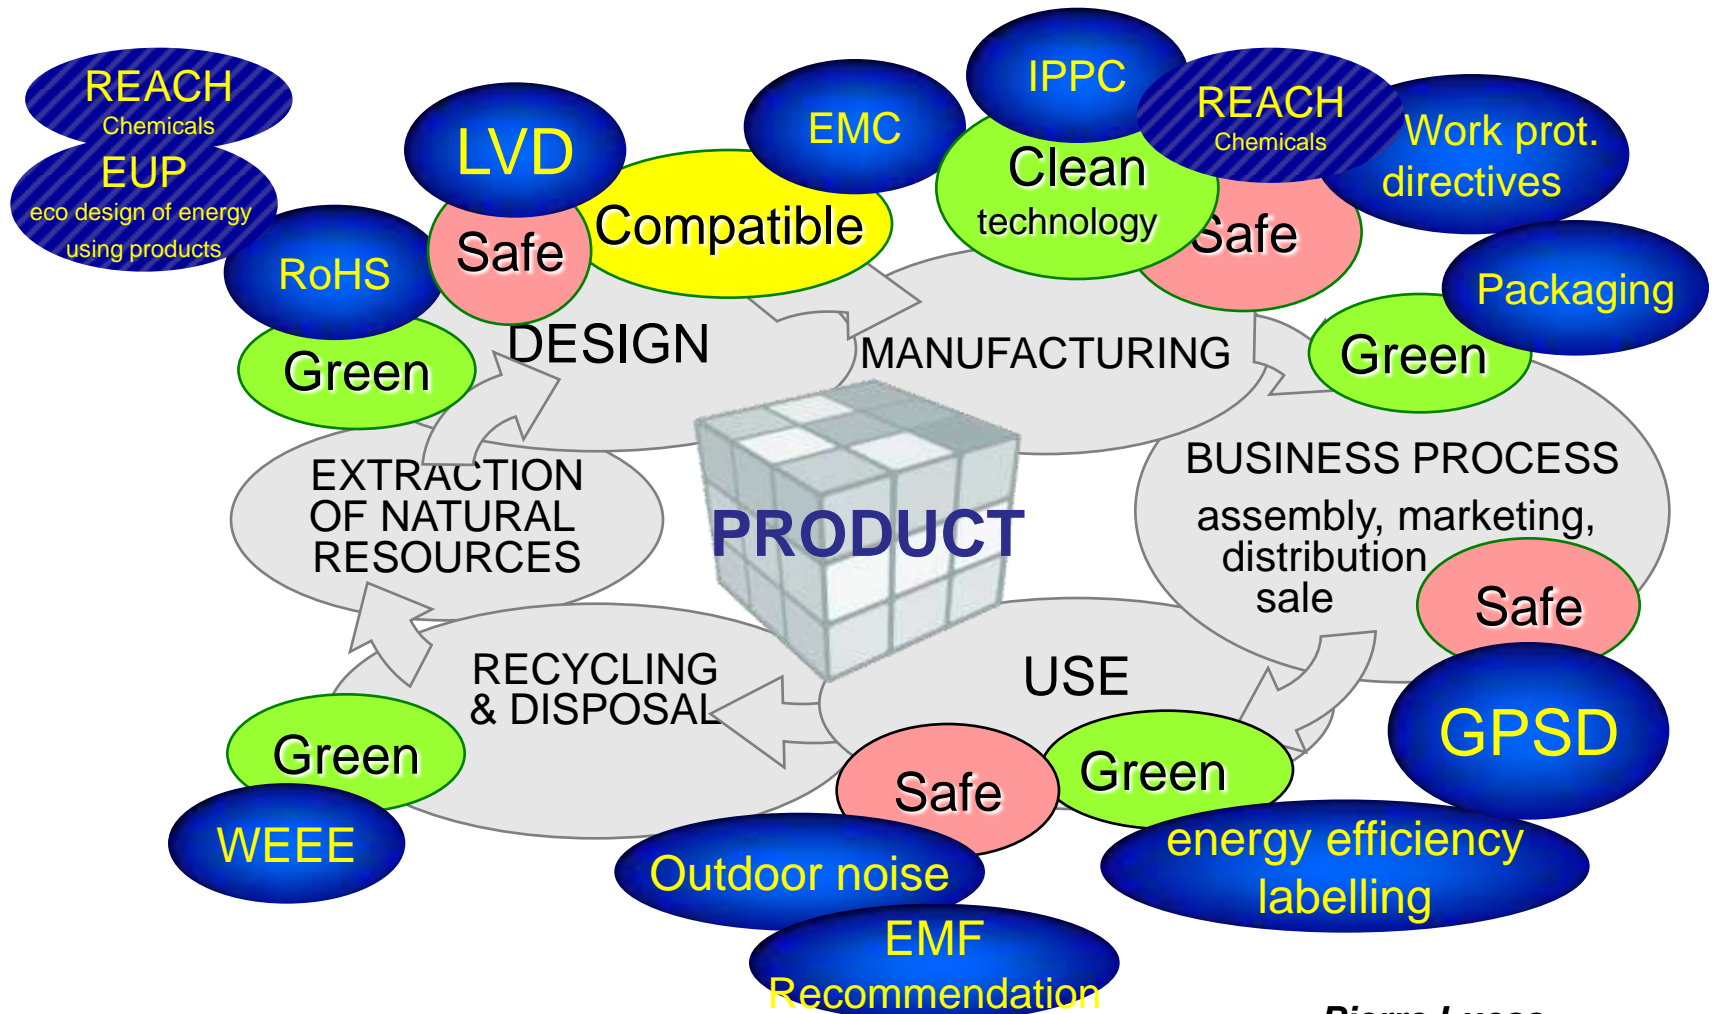 REACH
Chemicals
EUP
eco design of energy
using products
RoHS
Green
LVD
Safe
Compatible
EMC
DESIGN
IPPC
Clean
technology
REACH
Chemicals
Safe
Work prot.
directives
MANUFACTURING
Packaging
Green
BUSINESS PROCESS
assembly, marketing,
distribution
sale
Safe
GPSD
EXTRACTION
OF NATURAL
RESOURCES
PRODUCT
USE
Green
energy efficiency
labelling
Safe
Outdoor noise
EMF
Recommendation
RECYCLING
& DISPOSAL
Green
WEEE
Pierre Lucas